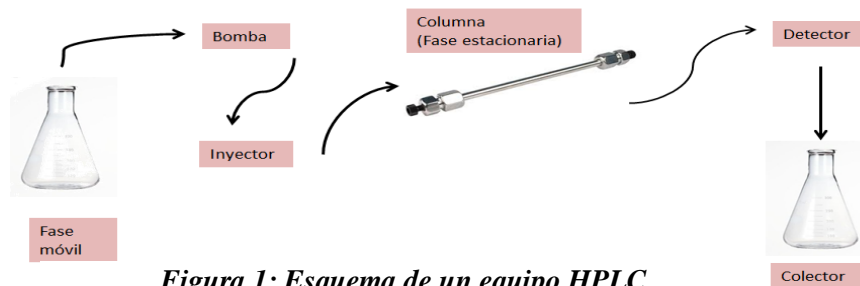 Bomba
Columna
(Fase estacionaria)
Detector
Inyector
Fase
móvil
Figura 1: Esquema de un equipo HPLC
Colector